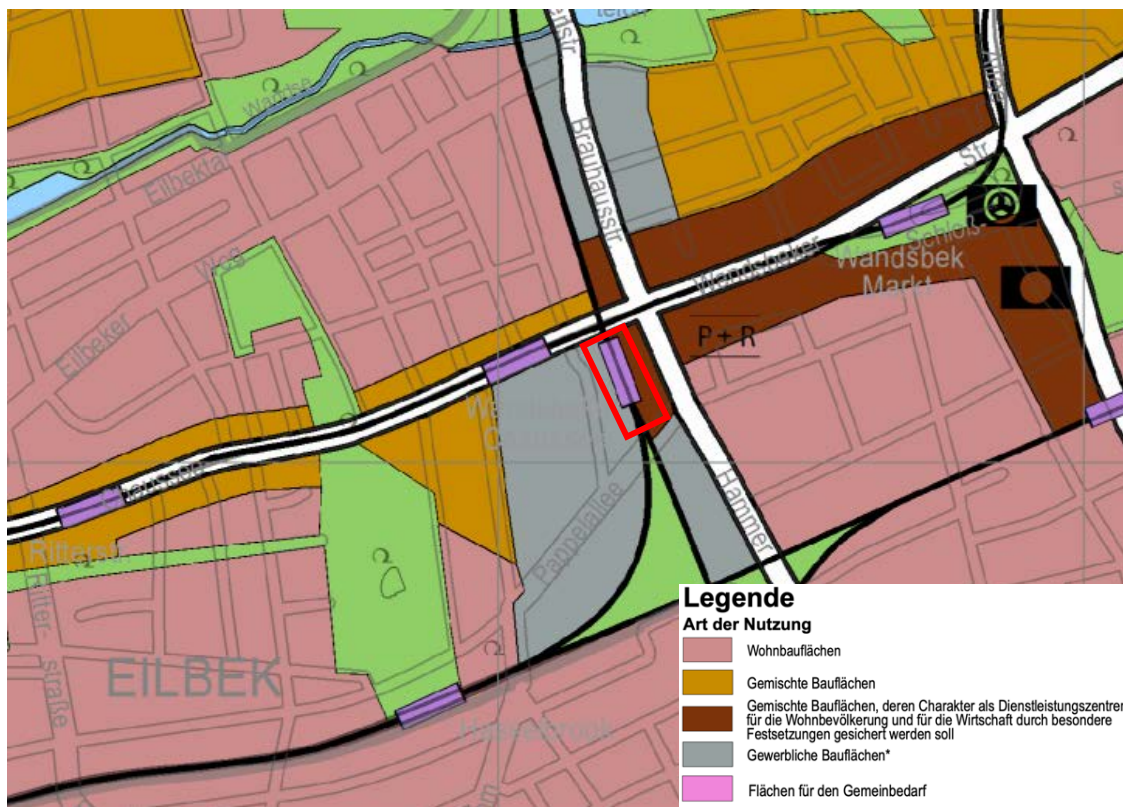 Wandse
Eilbektal
Brauhausstr
Allee
Str
Wandsbeker
Schloß-
Wandsbek
Markt
Weg
Eilbeker
P + R
Chaussee
Ritterstr.
Ritter-
straße
Pappelallee
Hammer
EILBEK
Hasselbrook
Legende
Art der Nutzung
Wohnbauflächen
Gemischte Bauflächen
Gemischte Bauflächen, deren Charakter als Dienstleistungszentren
für die Wohnbevölkerung und für die Wirtschaft durch besondere
Festsetzungen gesichert werden soll
Gewerbliche Bauflächen*
Flächen für den Gemeinbedarf